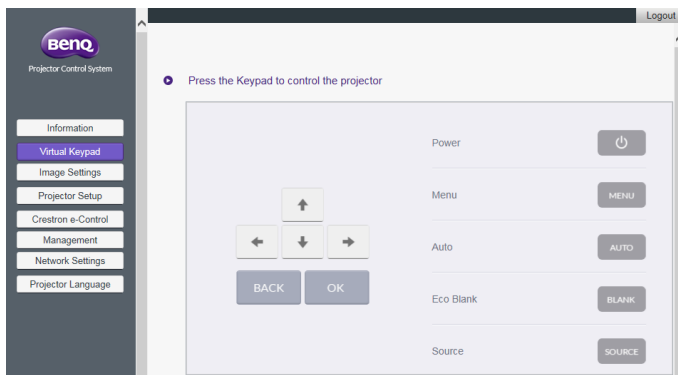 Logout
BenQ
Projector Control System
Press the Keypad to control the projector
Information
Virtual Keypad
Image Settings
Projector Setup
Crestron e-Control
Management
Network Settings
Projector Language
BACK OK
Power
Menu MENU
Auto AUTO
Eco Blank BLANK
Source SOURCE